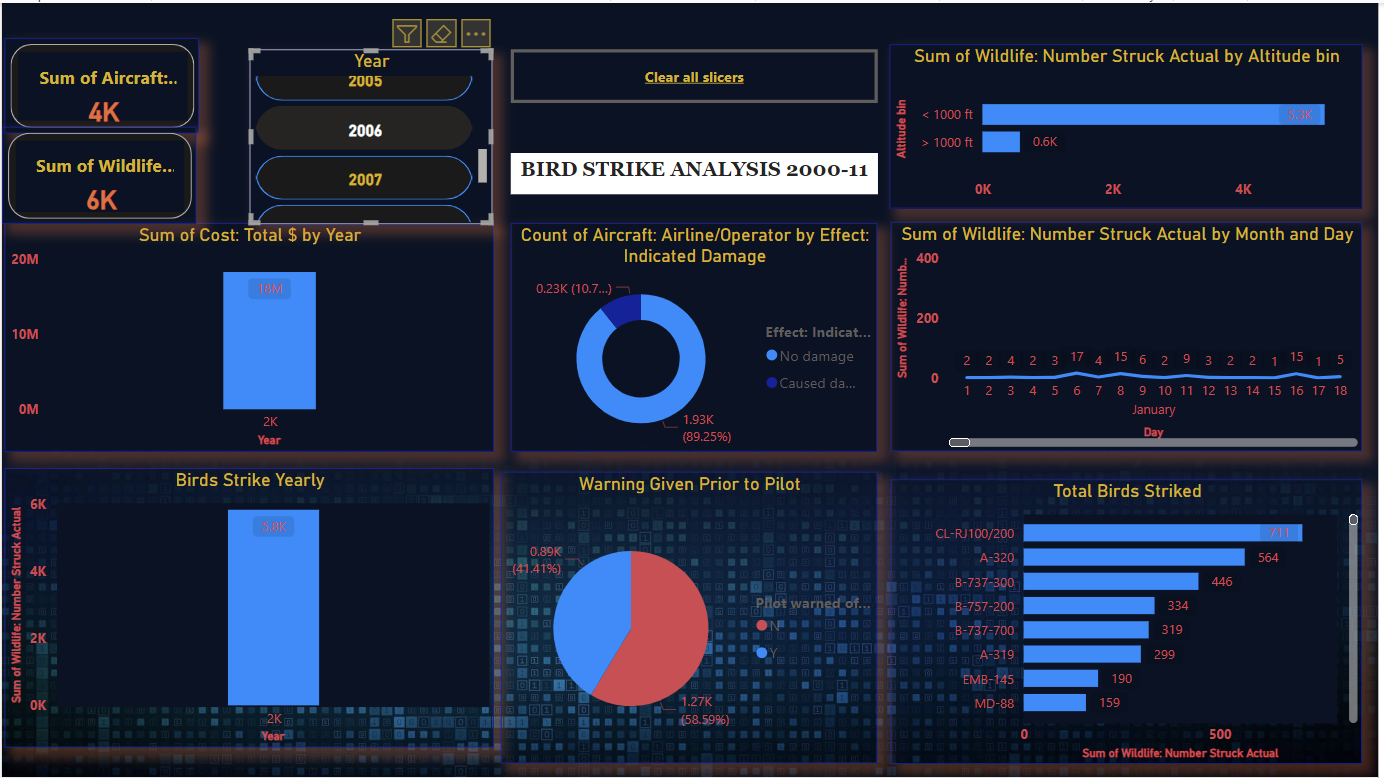 Sum of Aircraft:..
4K
Sum of Wildlife...
6K
Year
2005
2006
2007
Clear all slicers
BIRD STRIKE ANALYSIS 2000-11
Sum of Wildlife: Number Struck Actual by Altitude bin
Altitude bin
< 1000 ft
5.3K
> 1000 ft
0.6K
0K
2K
4K
Sum of Cost: Total $ by Year
20M
10M
0M
18M
2K
Year
Count of Aircraft: Airline/Operator by Effect:
Indicated Damage
0.23K (10.7...)
1.93K
(89.25%)
Effect: Indicat...
No damage
Caused da...
Sum of Wildlife: Number Struck Actual by Month and Day
Sum of Wildlife: Numb...
400
200
0
2 2 4 2 3 17 4 15 6 2 9 3 2 2 1 15 1 5
1 2 3 4 5 6 7 8 9 10 11 12 13 14 15 16 17 18
January
Day
Birds Strike Yearly
Sum of Wildlife: Number Struck Actual
6K
4K
2K
0K
5.8K
2K
Year
Warning Given Prior to Pilot
0.89K
(41.41%)
1.27K
(58.59%)
Pilot warned of...
N
Y
Total Birds Striked
CL-RJ100/200
711
A-320
564
B-737-300
446
B-757-200
334
B-737-700
319
A-319
299
EMB-145
190
MD-88
159
0
500
Sum of Wildlife: Number Struck Actual